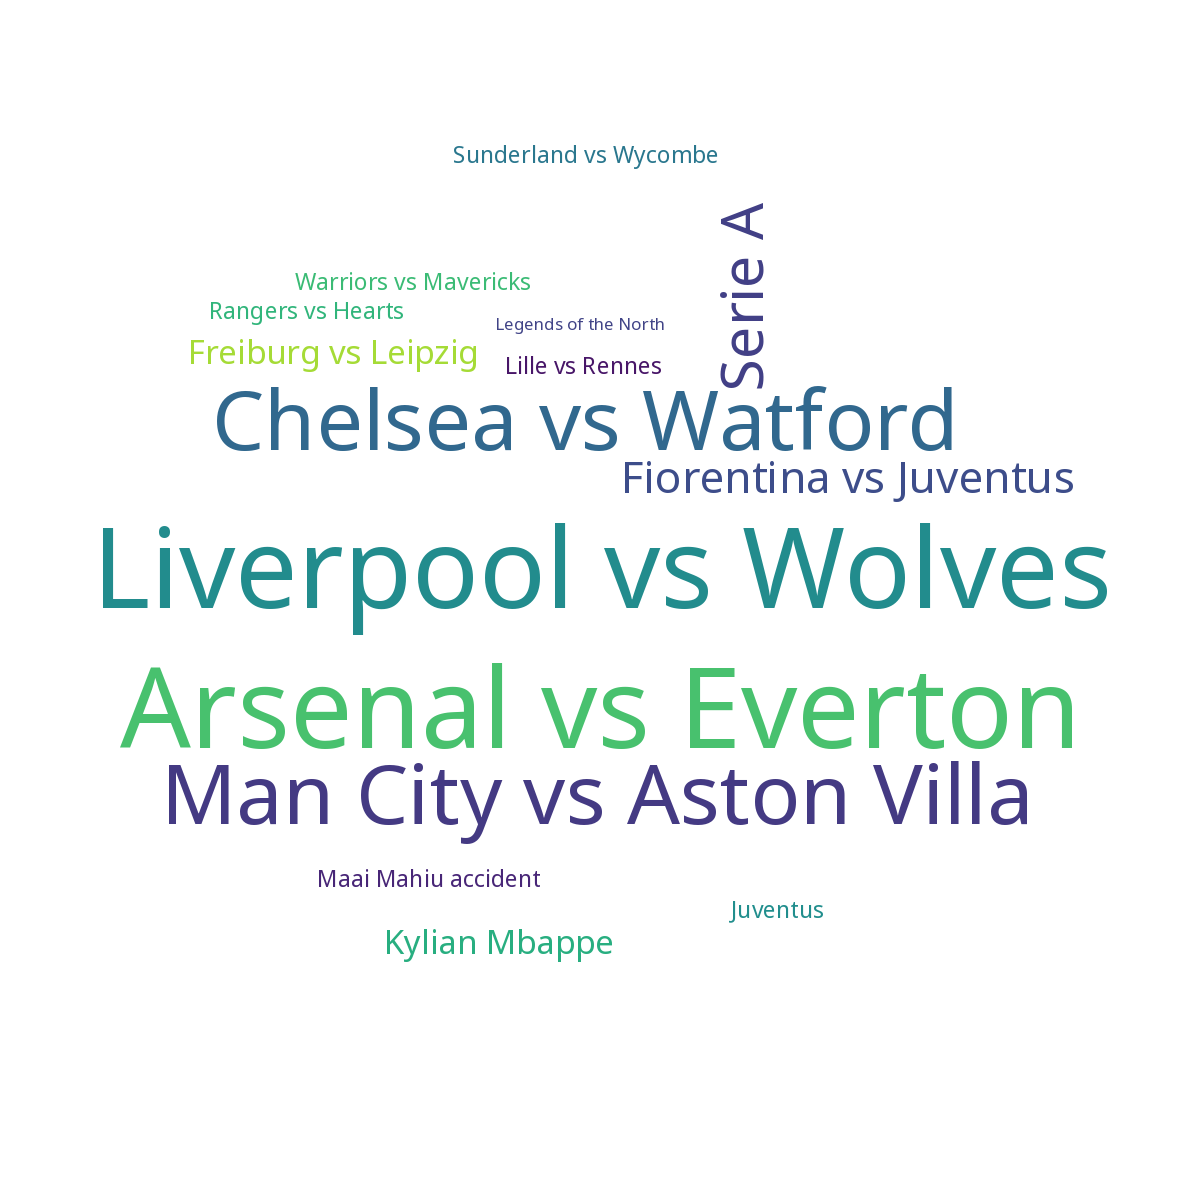 Sunderland vs Wycombe
Serie A
Warriors vs Mavericks
Rangers vs Hearts
Legends of the North
Freiburg vs Leipzig
Lille vs Rennes
Chelsea vs Watford
Fiorentina vs Juventus
Liverpool vs Wolves
Arsenal vs Everton
Man City vs Aston Villa
Maai Mahiu accident
Juventus
Kylian Mbappe